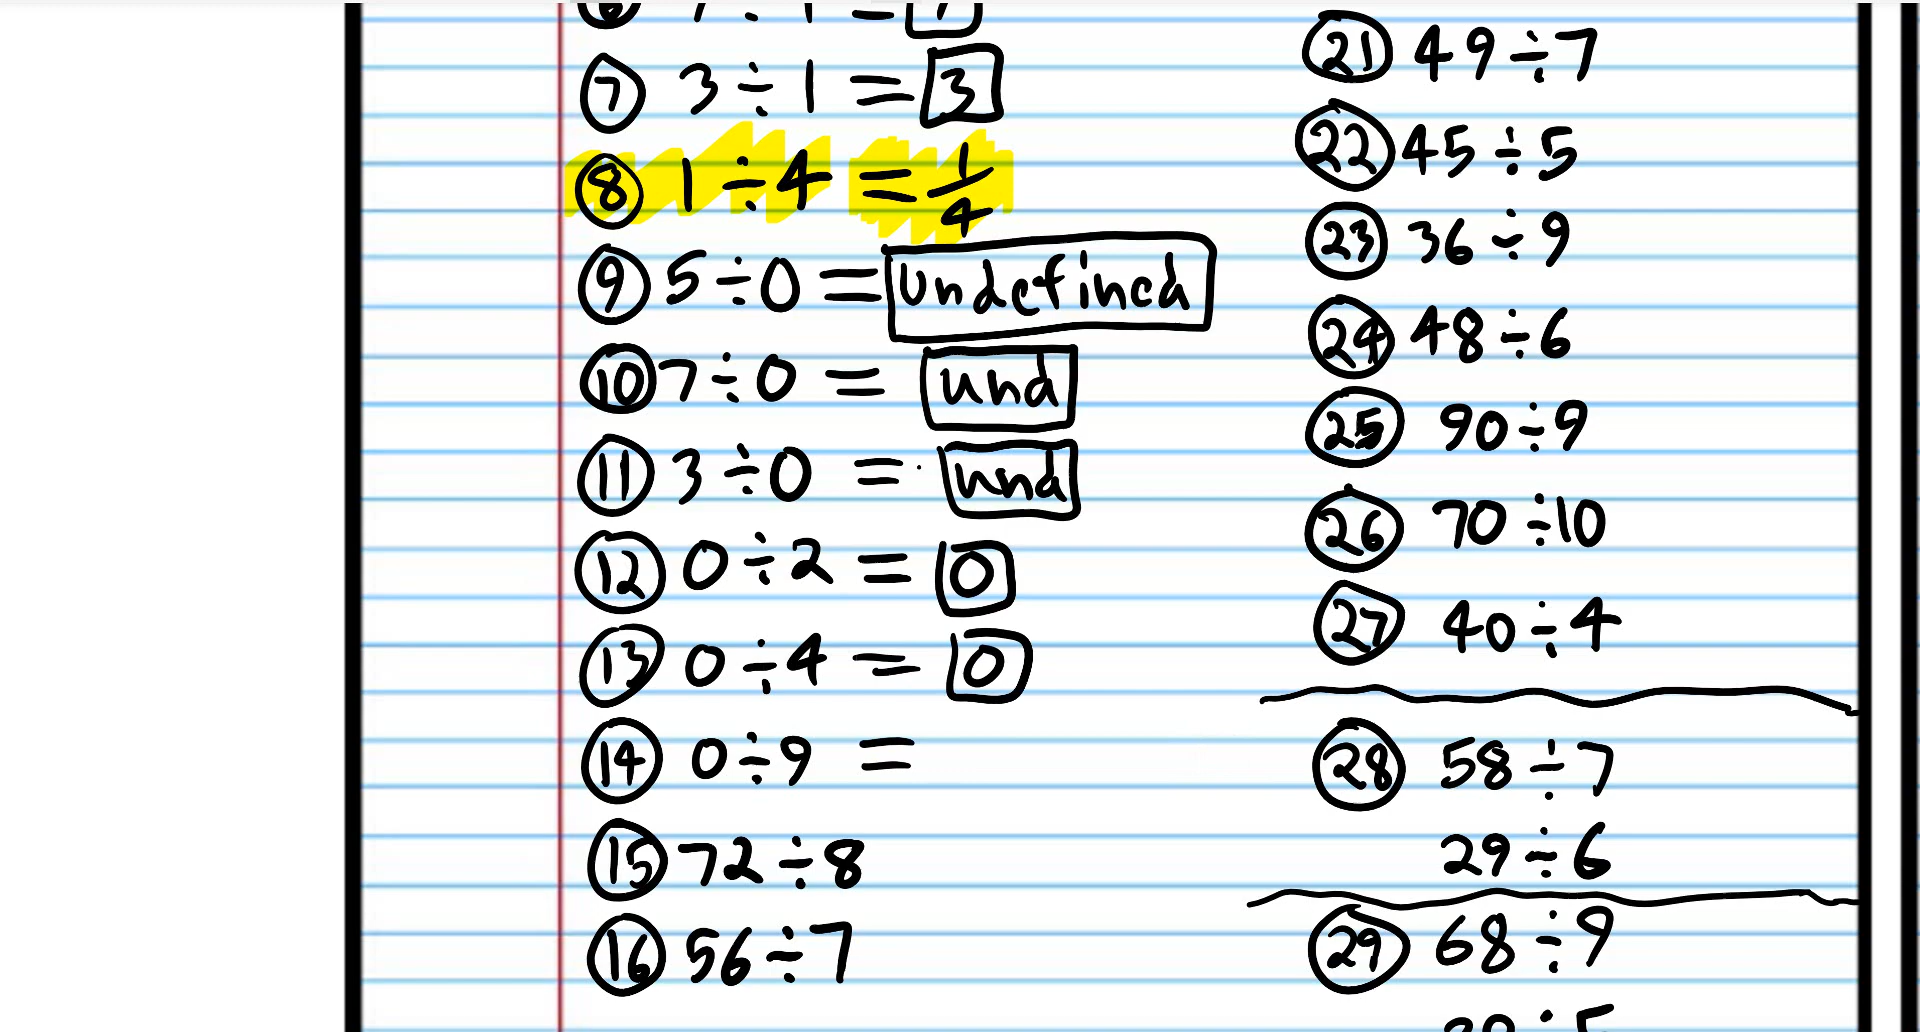 ⑦ 3 ÷ 1 = 3
⑧ 1 ÷ 4 = 1/4
⑨ 5 ÷ 0 = undefined
⑩ 7 ÷ 0 = und
⑪ 3 ÷ 0 = und
⑫ 0 ÷ 2 = 0
⑬ 0 ÷ 4 = 0
⑭ 0 ÷ 9 =
⑮ 72 ÷ 8
⑯ 56 ÷ 7
㉑ 49 ÷ 7
㉒ 45 ÷ 5
㉓ 36 ÷ 9
㉔ 48 ÷ 6
㉕ 90 ÷ 9
㉖ 70 ÷ 10
㉗ 40 ÷ 4
㉘ 58 ÷ 7
29 ÷ 6
㉙ 68 ÷ 9